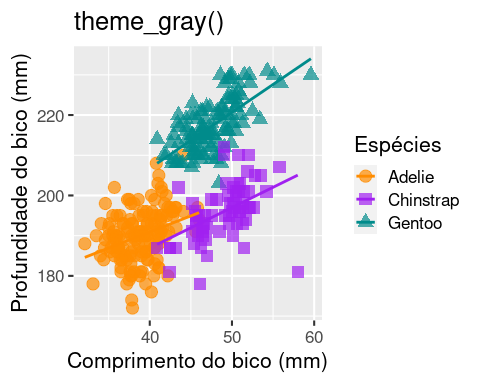 theme_gray()
Profundidade do bico (mm)
220
200
180
40 50 60
Comprimento do bico (mm)
Espécies
Adelie
Chinstrap
Gentoo